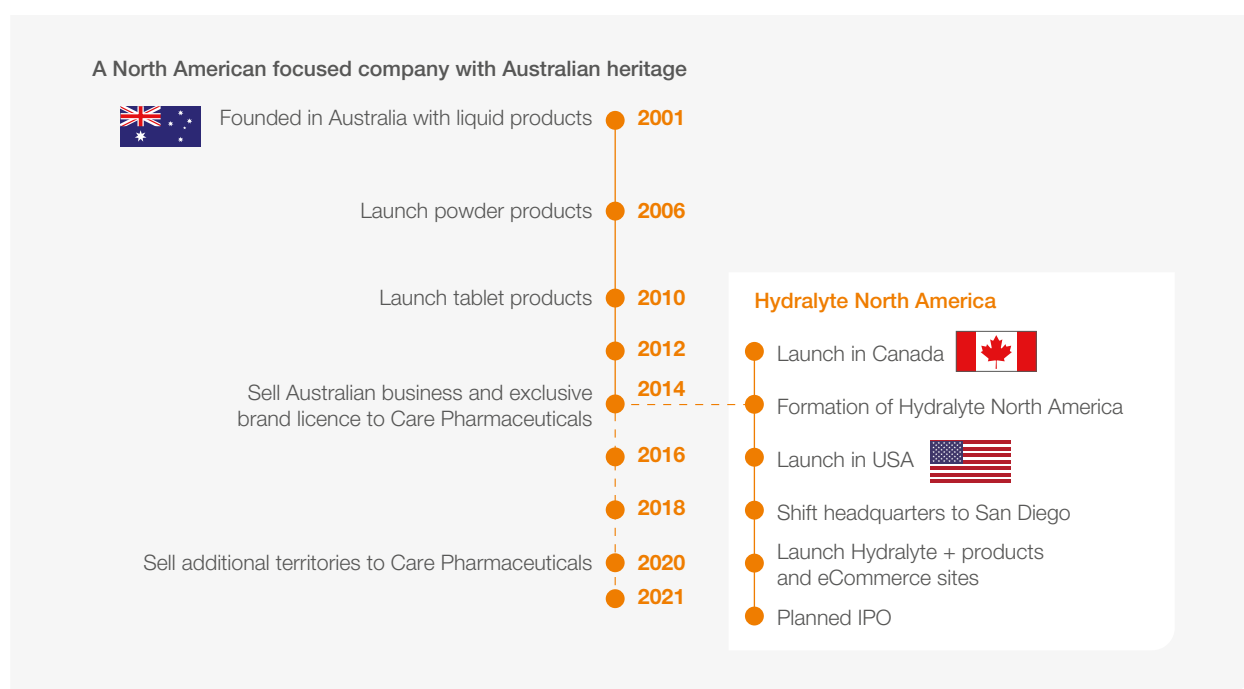 A North American focused company with Australian heritage
Founded in Australia with liquid products
2001
Launch powder products
2006
Launch tablet products
2010
2012
Sell Australian business and exclusive
brand licence to Care Pharmaceuticals
2014
2016
2018
Sell additional territories to Care Pharmaceuticals
2020
2021
Hydralyte North America
Launch in Canada
Formation of Hydralyte North America
Launch in USA
Shift headquarters to San Diego
Launch Hydralyte + products
and eCommerce sites
Planned IPO